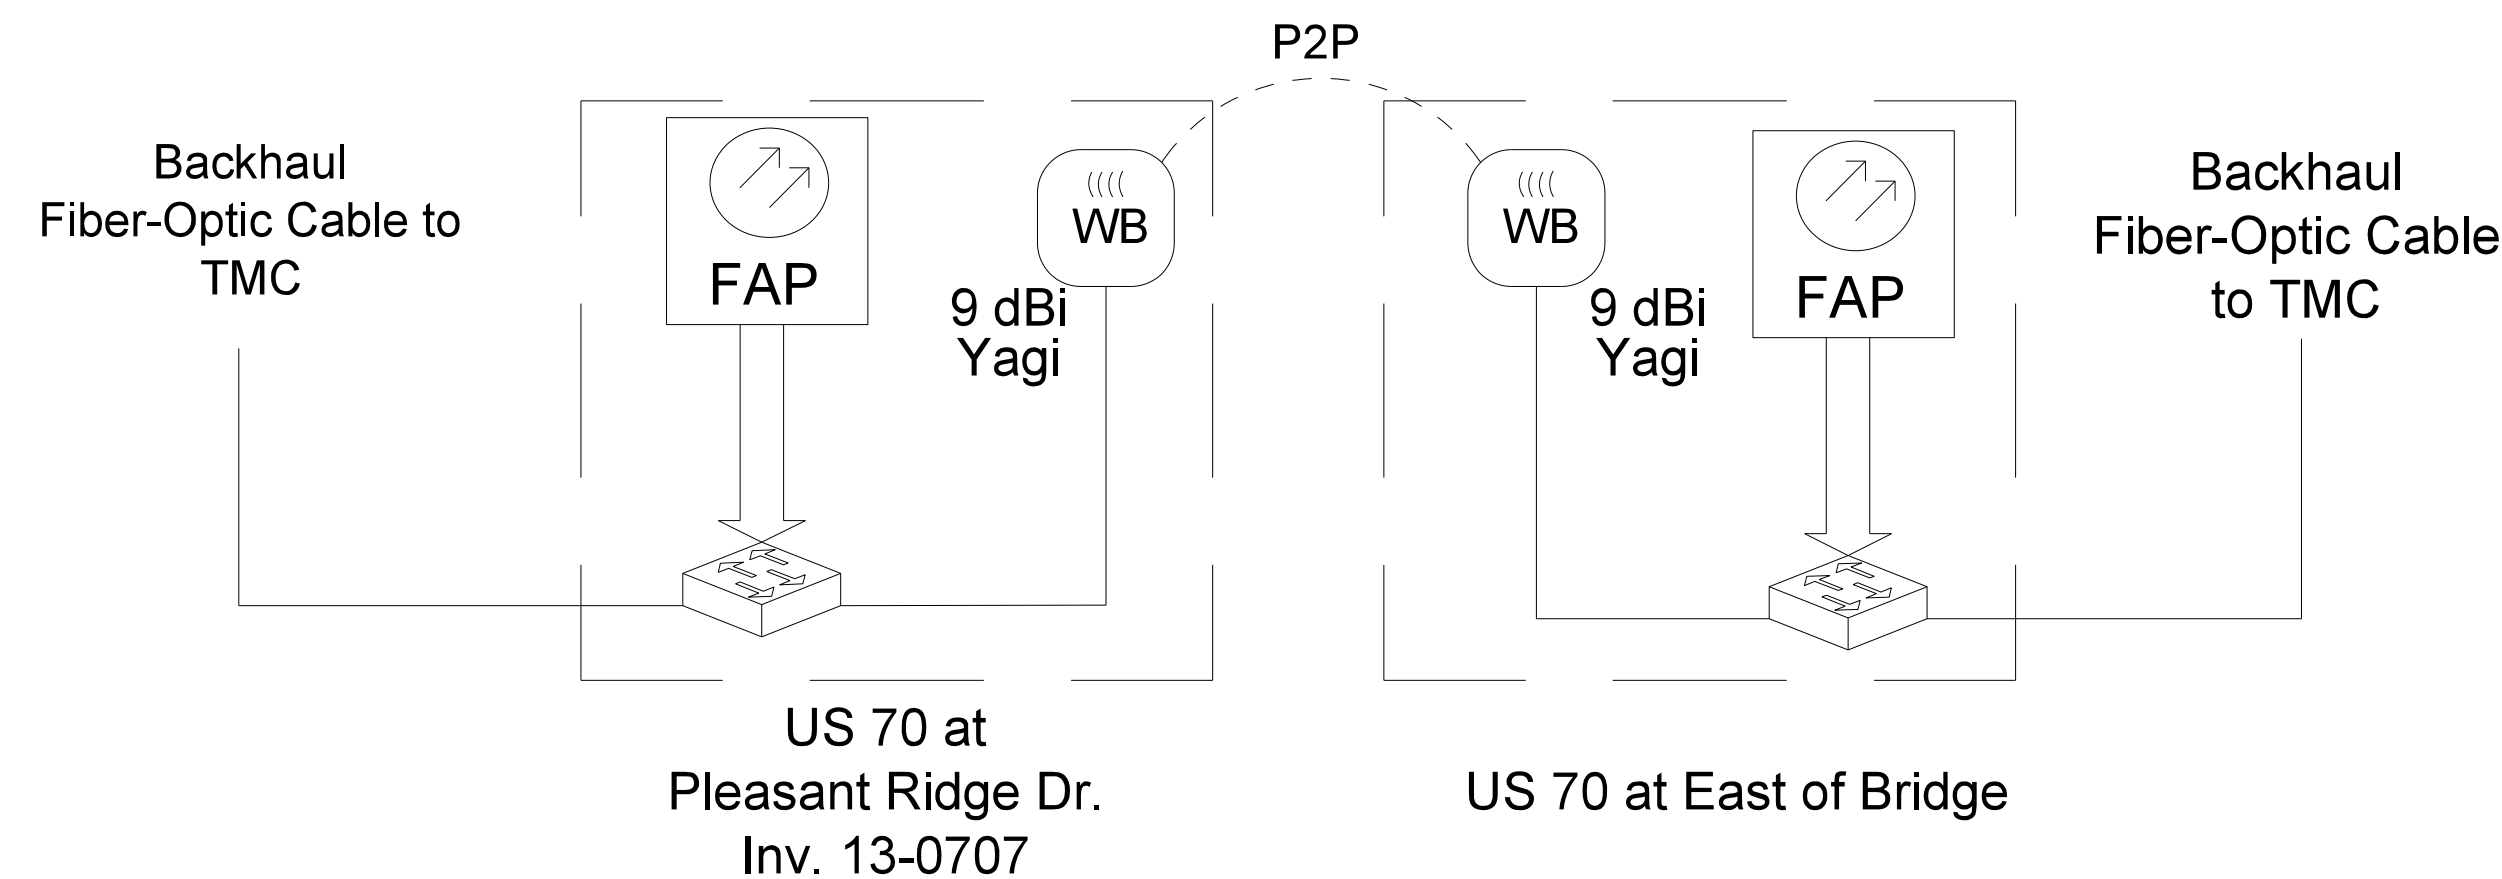 P2P
Backhaul
Fiber-Optic Cable to
TMC
FAP
WB
9 dBi
Yagi
WB
9 dBi
Yagi
FAP
Backhaul
Fiber-Optic Cable
to TMC
US 70 at
Pleasant Ridge Dr.
Inv. 13-0707
US 70 at East of Bridge